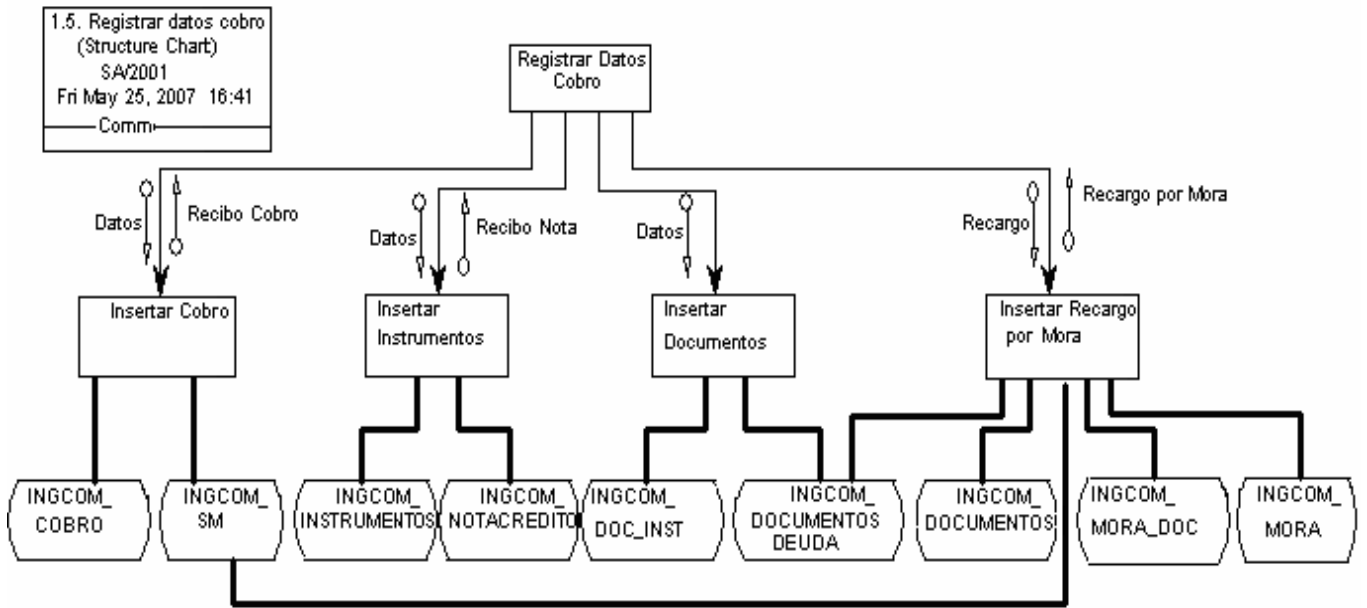 1.5. Registrar datos cobro
(Structure Chart)
SA/2001
Fri May 25, 2007 16:41
Comm
Registrar Datos
Cobro
Datos
Recibo Cobro
Datos
Recibo Nota
Datos
Recargo
Recargo por Mora
Insertar Cobro
Insertar
Instrumentos
Insertar
Documentos
Insertar Recargo
por Mora
INGCOM_
COBRO
INGCOM_
SM
INGCOM_
INSTRUMENTOS
INGCOM_
NOTACREDITO
INGCOM_
DOC_INST
INGCOM_
DOCUMENTOS
DEUDA
INGCOM_
DOCUMENTOS
INGCOM_
MORA_DOC
INGCOM_
MORA